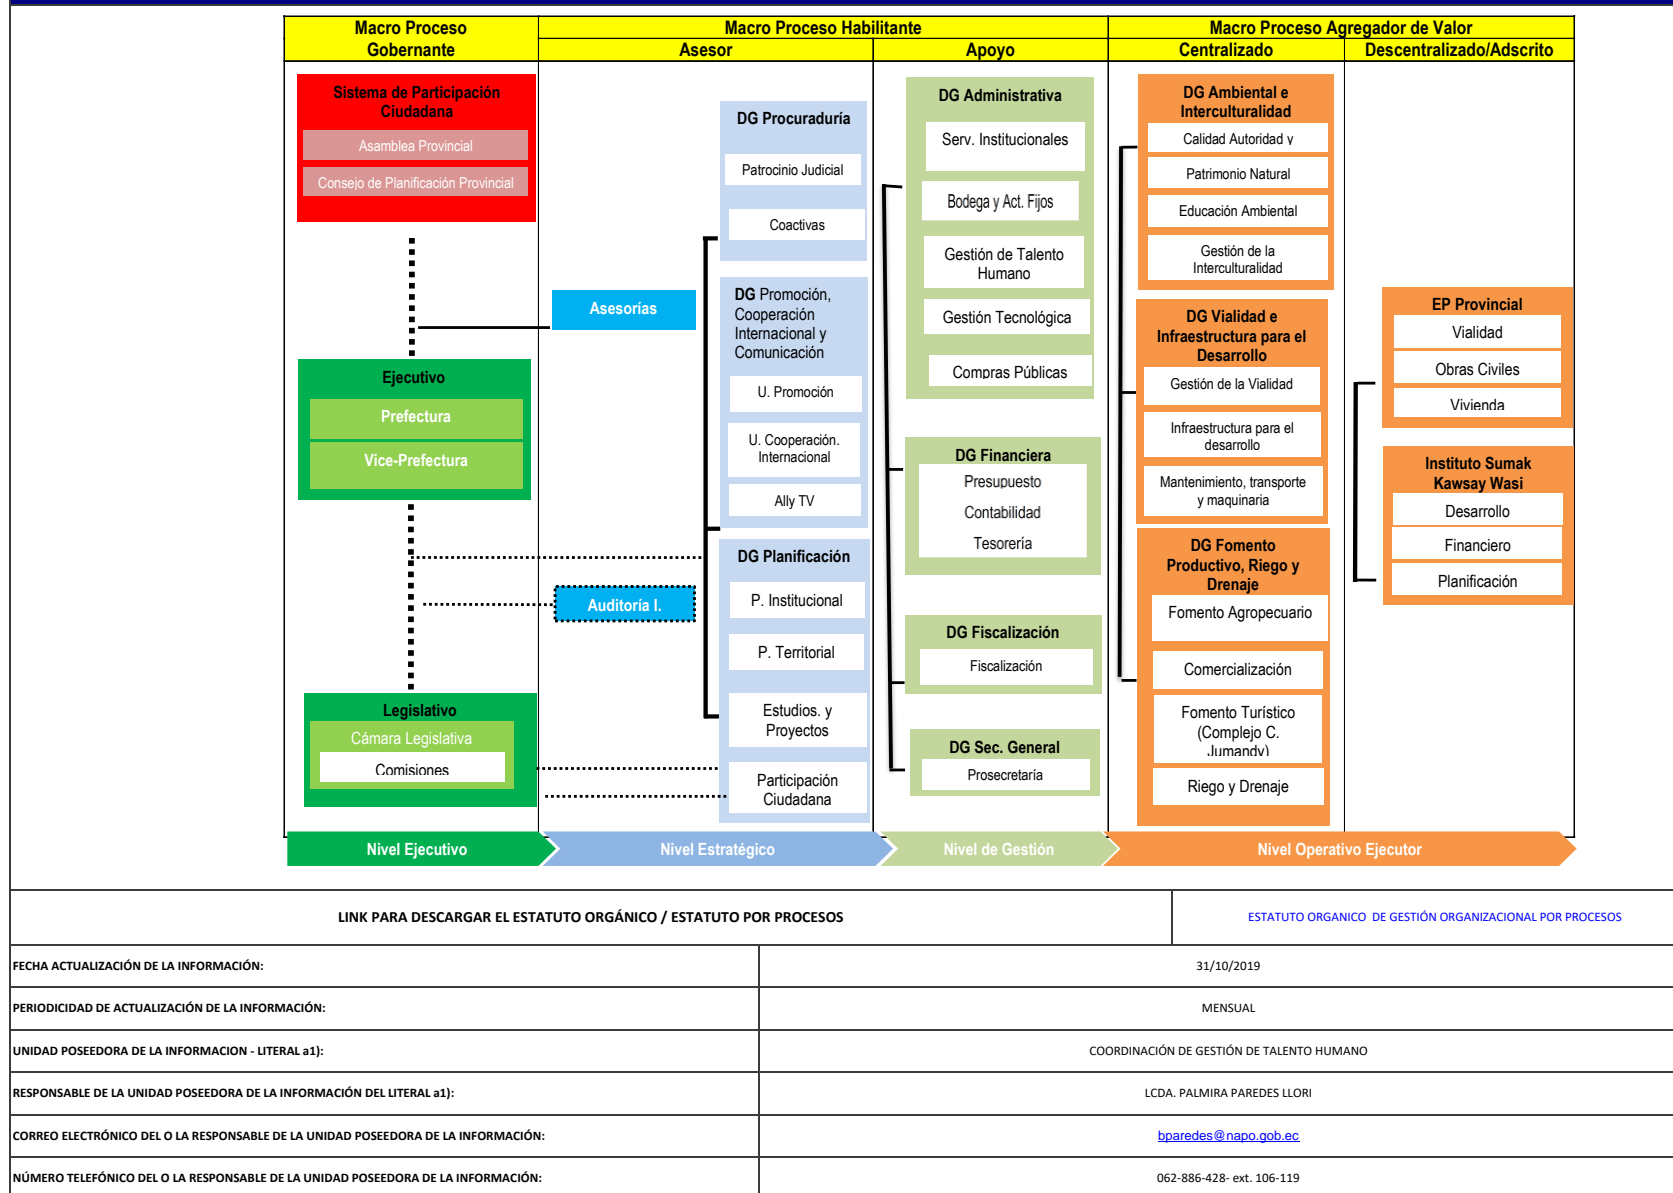 Macro Proceso
Gobernante
Macro Proceso Habilitante
Asesor
Apoyo
Macro Proceso Agregador de Valor
Centralizado
Descentralizado/Adscrito
Sistema de Participación
Ciudadana
Asamblea Provincial
Consejo de Planificación Provincial
Ejecutivo
Prefectura
Vice-Prefectura
Legislativo
Cámara Legislativa
Comisiones
Asesorías
Auditoría I.
DG Procuraduría
Patrocinio Judicial
Coactivas
DG Promoción,
Cooperación
Internacional y
Comunicación
U. Promoción
U. Cooperación.
Internacional
Ally TV
DG Planificación
P. Institucional
P. Territorial
Estudios. y
Proyectos
Participación
Ciudadana
DG Administrativa
Serv. Institucionales
Bodega y Act. Fijos
Gestión de Talento
Humano
Gestión Tecnológica
Compras Públicas
DG Financiera
Presupuesto
Contabilidad
Tesorería
DG Fiscalización
Fiscalización
DG Sec. General
Prosecretaría
DG Ambiental e
Interculturalidad
Calidad Autoridad y
Patrimonio Natural
Educación Ambiental
Gestión de la
Interculturalidad
DG Vialidad e
Infraestructura para el
Desarrollo
Gestión de la Vialidad
Infraestructura para el
desarrollo
Mantenimiento, transporte
y maquinaria
DG Fomento
Productivo, Riego y
Drenaje
Fomento Agropecuario
Comercialización
Fomento Turístico
(Complejo C.
Jumandy)
Riego y Drenaje
EP Provincial
Vialidad
Obras Civiles
Vivienda
Instituto Sumak
Kawsay Wasi
Desarrollo
Financiero
Planificación
Nivel Ejecutivo
Nivel Estratégico
Nivel de Gestión
Nivel Operativo Ejecutor
LINK PARA DESCARGAR EL ESTATUTO ORGÁNICO / ESTATUTO POR PROCESOS
ESTATUTO ORGANICO DE GESTIÓN ORGANIZACIONAL POR PROCESOS
FECHA ACTUALIZACIÓN DE LA INFORMACIÓN:
31/10/2019
PERIODICIDAD DE ACTUALIZACIÓN DE LA INFORMACIÓN:
MENSUAL
UNIDAD POSEEDORA DE LA INFORMACION - LITERAL a1):
COORDINACIÓN DE GESTIÓN DE TALENTO HUMANO
RESPONSABLE DE LA UNIDAD POSEEDORA DE LA INFORMACIÓN DEL LITERAL a1):
LCDA. PALMIRA PAREDES LLORI
CORREO ELECTRÓNICO DEL O LA RESPONSABLE DE LA UNIDAD POSEEDORA DE LA INFORMACIÓN:
bparedes@napo.gob.ec
NÚMERO TELEFÓNICO DEL O LA RESPONSABLE DE LA UNIDAD POSEEDORA DE LA INFORMACIÓN:
062-886-428- ext. 106-119